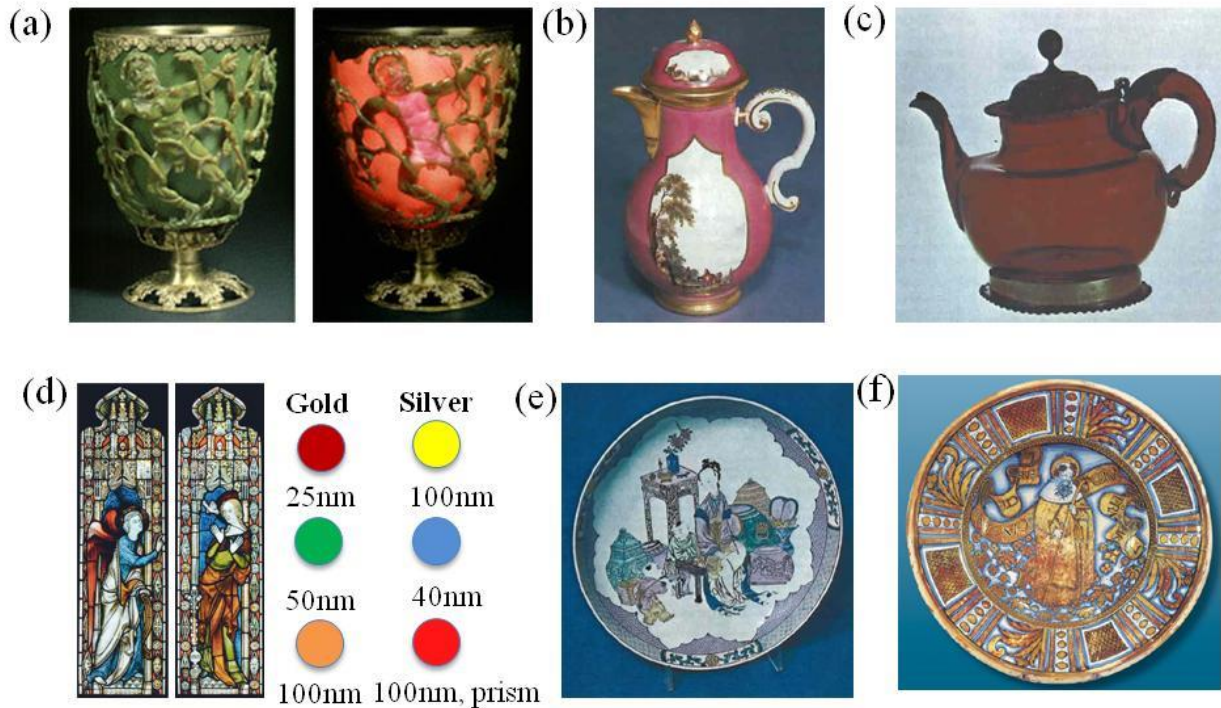 (a)
(b)
(c)
(d)
Gold Silver
25nm 100nm
50nm 40nm
100nm 100nm, prism
(e)
(f)